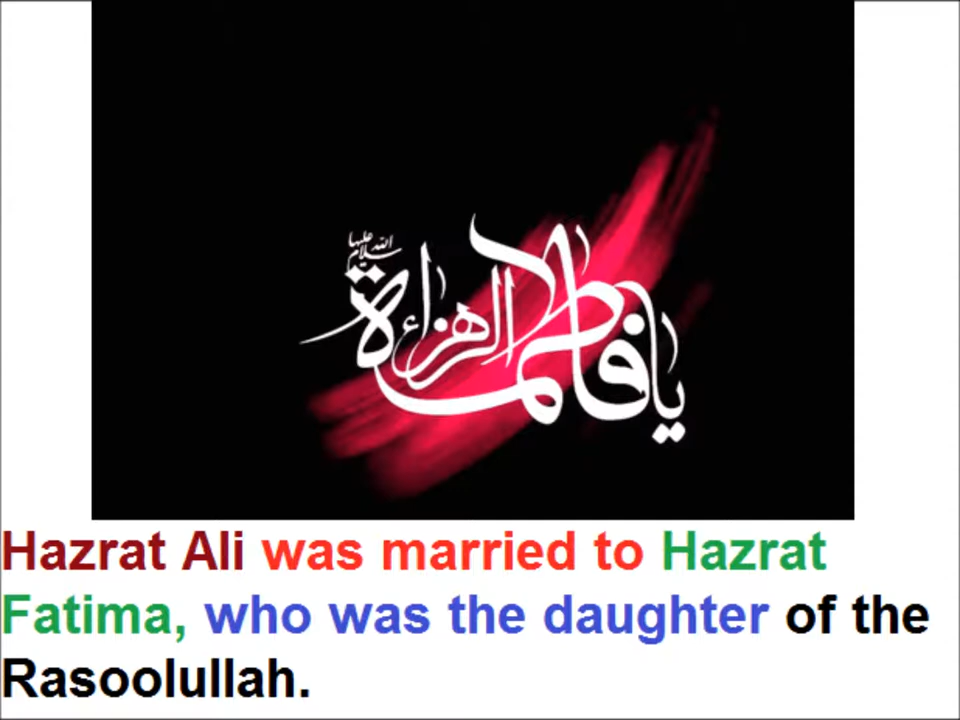 يا فاطمة الزهراء
سلام الله عليها
Hazrat Ali was married to Hazrat
Fatima, who was the daughter of the
Rasoolullah.